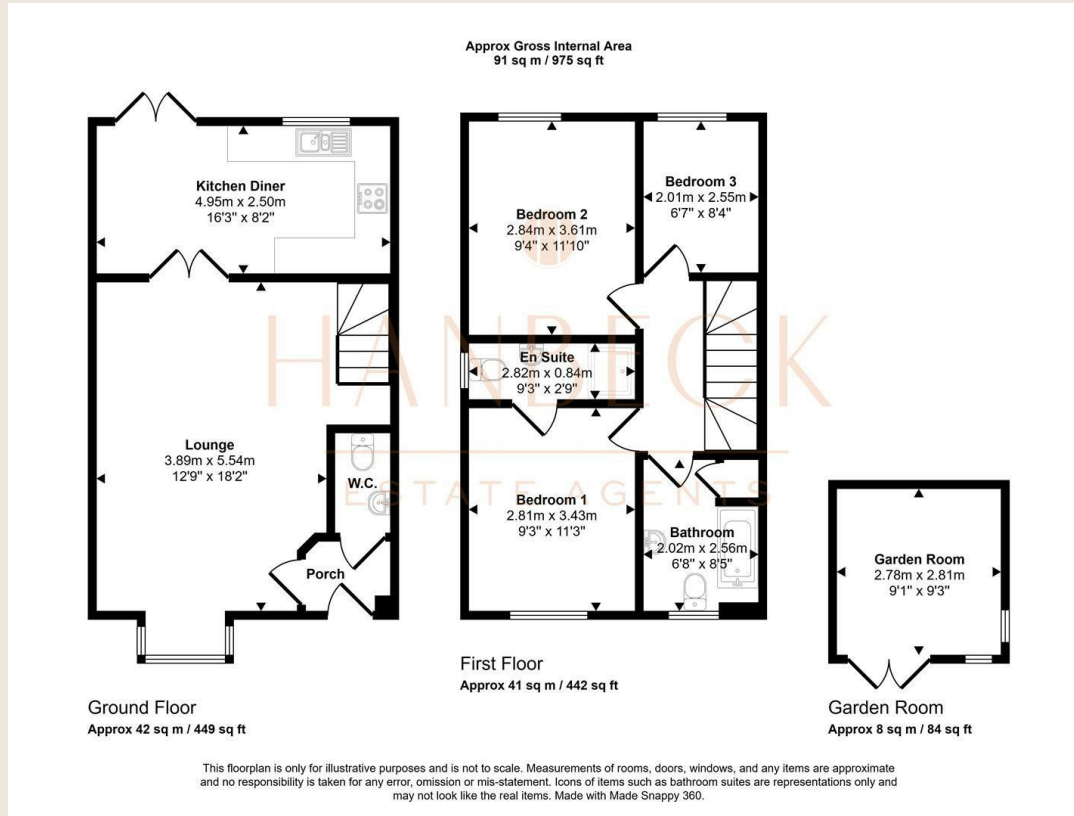 Approx Gross Internal Area
91 sq m / 975 sq ft
Kitchen Diner
4.95m x 2.50m
16'3" x 8'2"
Lounge
3.89m x 5.54m
12'9" x 18'2"
W.C.
Porch
Ground Floor
Approx 42 sq m / 449 sq ft
Bedroom 2
2.84m x 3.61m
9'4" x 11'10"
Bedroom 3
2.01m x 2.55m
6'7" x 8'4"
En Suite
2.82m x 0.84m
9'3" x 2'9"
Bedroom 1
2.81m x 3.43m
9'3" x 11'3"
Bathroom
2.02m x 2.56m
6'8" x 8'5"
First Floor
Approx 41 sq m / 442 sq ft
Garden Room
2.78m x 2.81m
9'1" x 9'3"
Garden Room
Approx 8 sq m / 84 sq ft
HANBECK
ESTATE AGENTS
This floorplan is only for illustrative purposes and is not to scale. Measurements of rooms, doors, windows, and any items are approximate
and no responsibility is taken for any error, omission or mis-statement. Icons of items such as bathroom suites are representations only and
may not look like the real items. Made with Made Snappy 360.